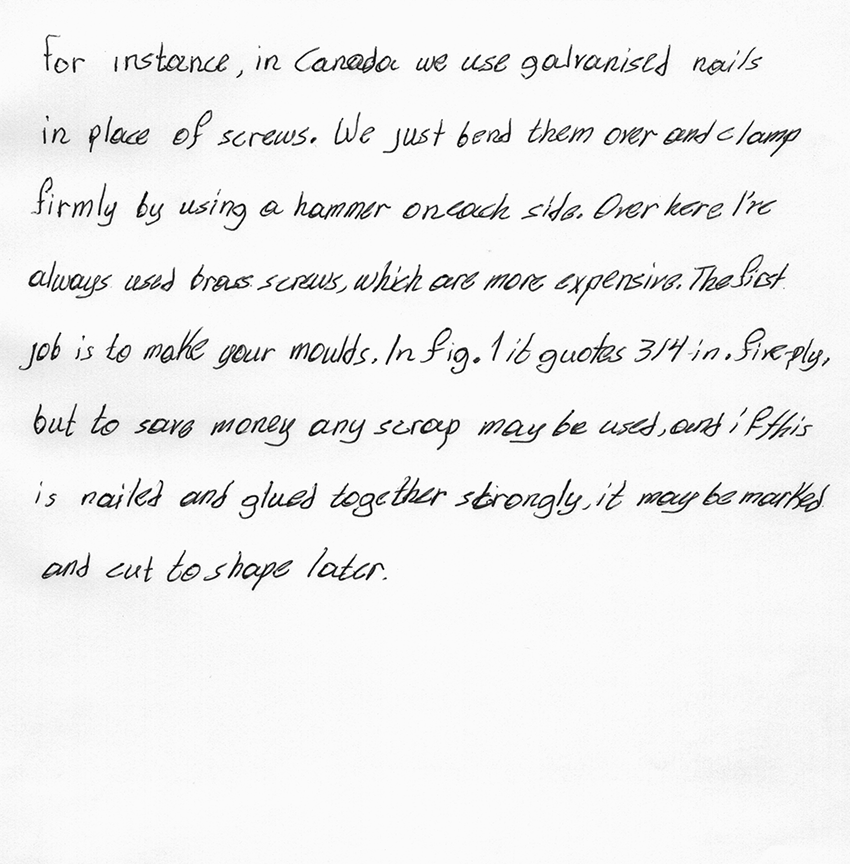 For instance, in Canada we use galvanised nails
in place of screws. We just bend them over and clamp
firmly by using a hammer on each side. Over here I've
always used brass screws, which are more expensive. The first
job is to make your moulds. In fig. 1 it quotes 3/4 in. five-ply,
but to save money any scrap may be used, and if this
is nailed and glued together strongly, it may be marked
and cut to shape later.